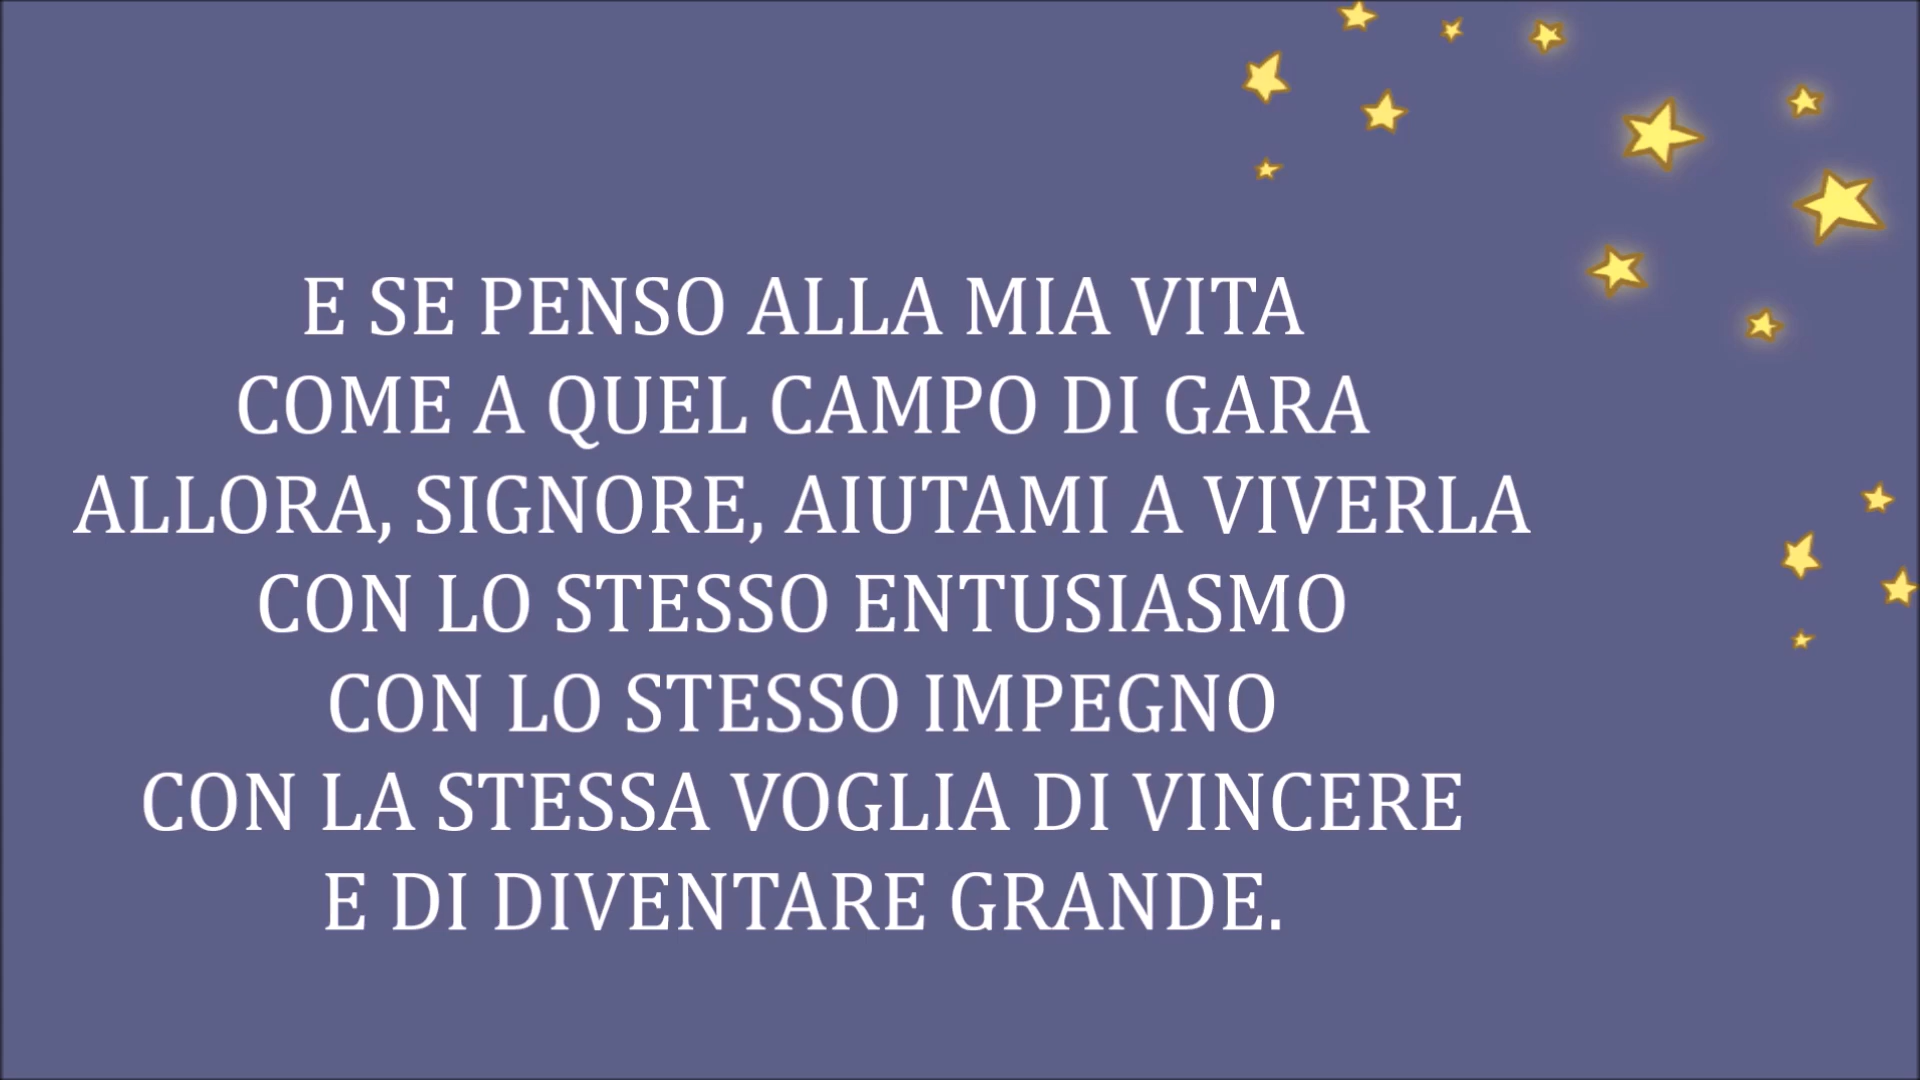 E SE PENSO ALLA MIA VITA
COME A QUEL CAMPO DI GARA
ALLORA, SIGNORE, AIUTAMI A VIVERLA
CON LO STESSO ENTUSIASMO
CON LO STESSO IMPEGNO
CON LA STESSA VOGLIA DI VINCERE
E DI DIVENTARE GRANDE.